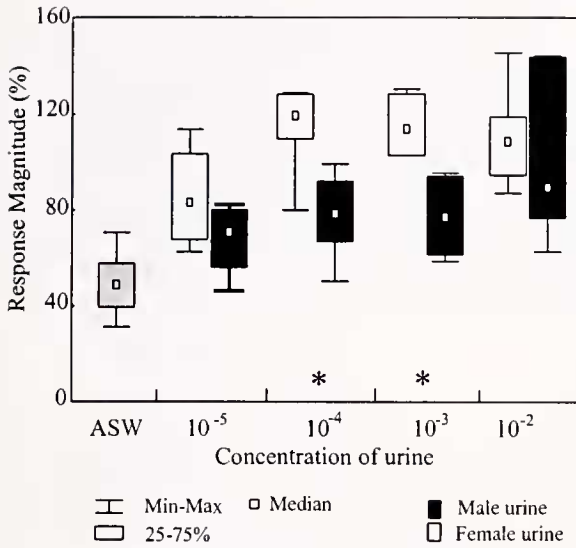 160
120
80
40
0
Response Magnitude (%)
* *
ASW 10⁻⁵ 10⁻⁴ 10⁻³ 10⁻²
Concentration of urine
Min-Max Median Male urine
25-75% Female urine